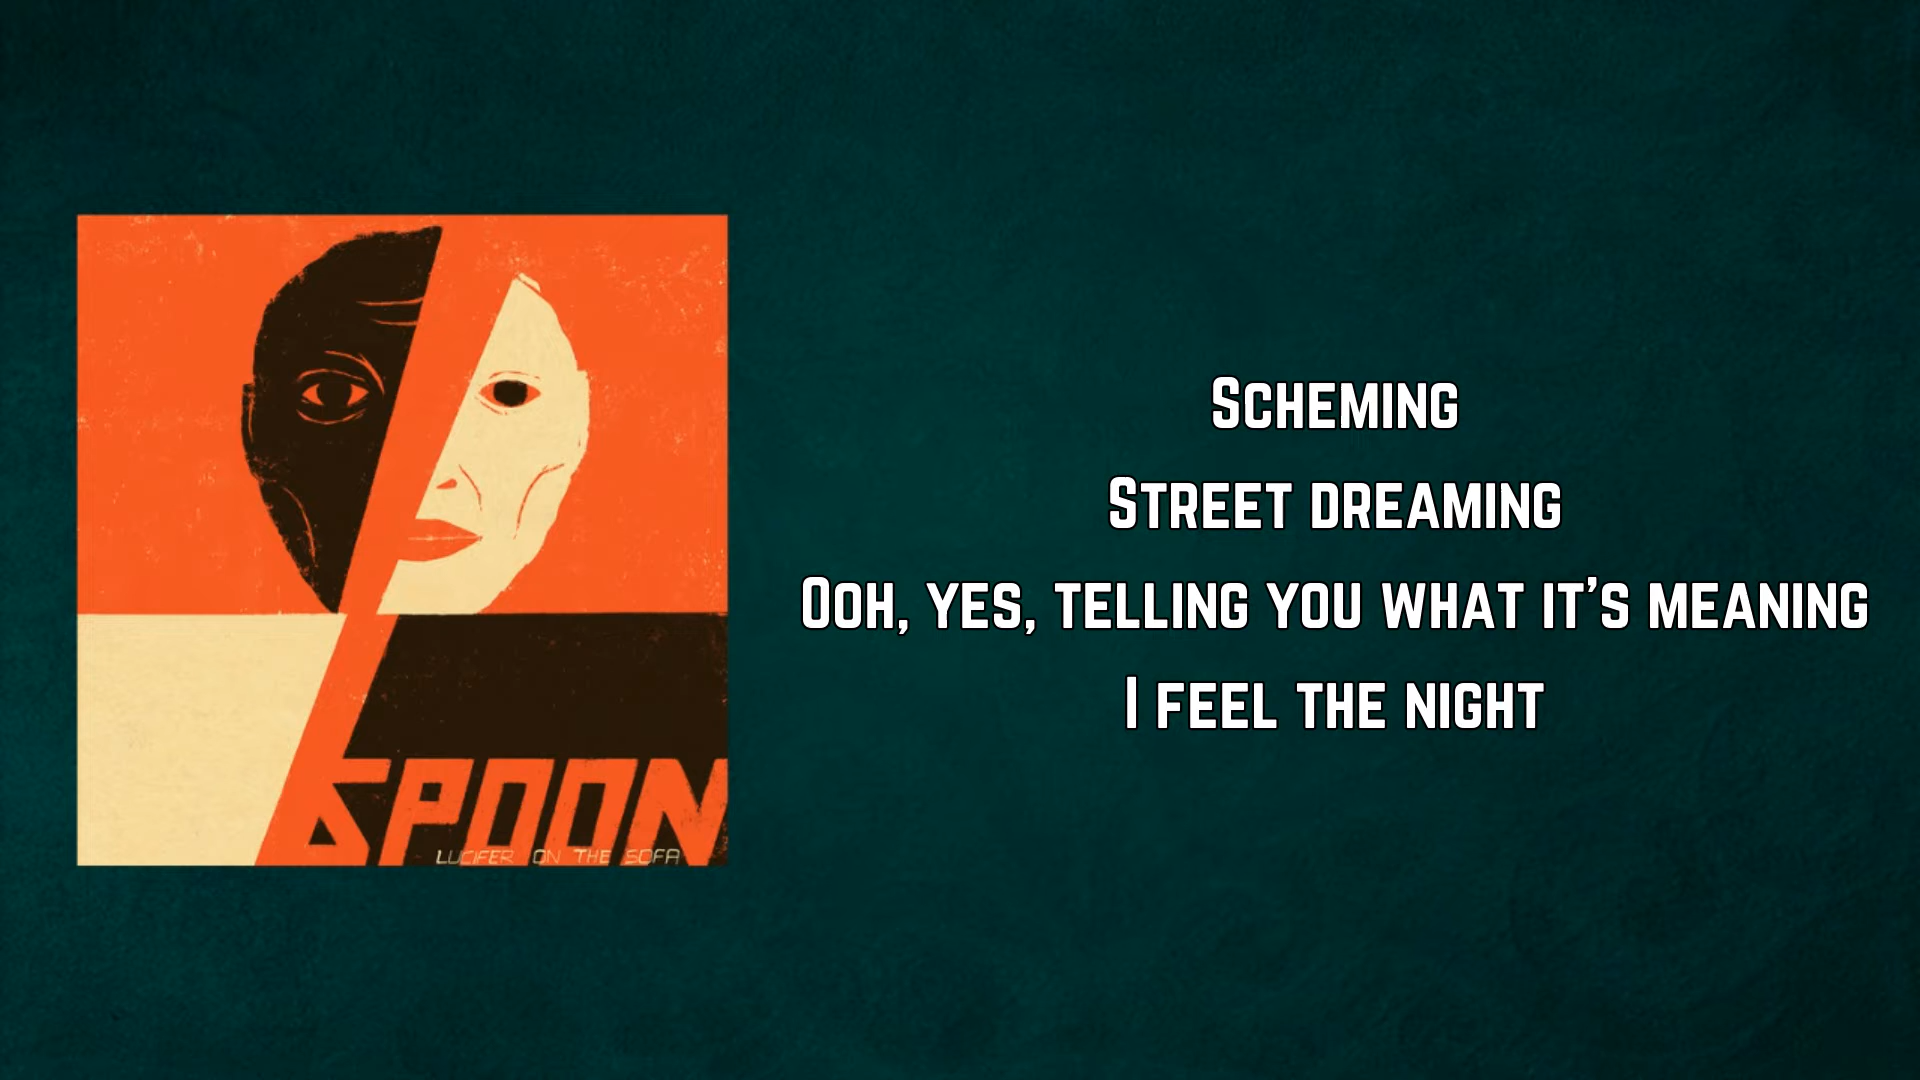 SPOON
LUCIFER ON THE SOFA
SCHEMING
STREET DREAMING
OOH, YES, TELLING YOU WHAT IT'S MEANING
I FEEL THE NIGHT